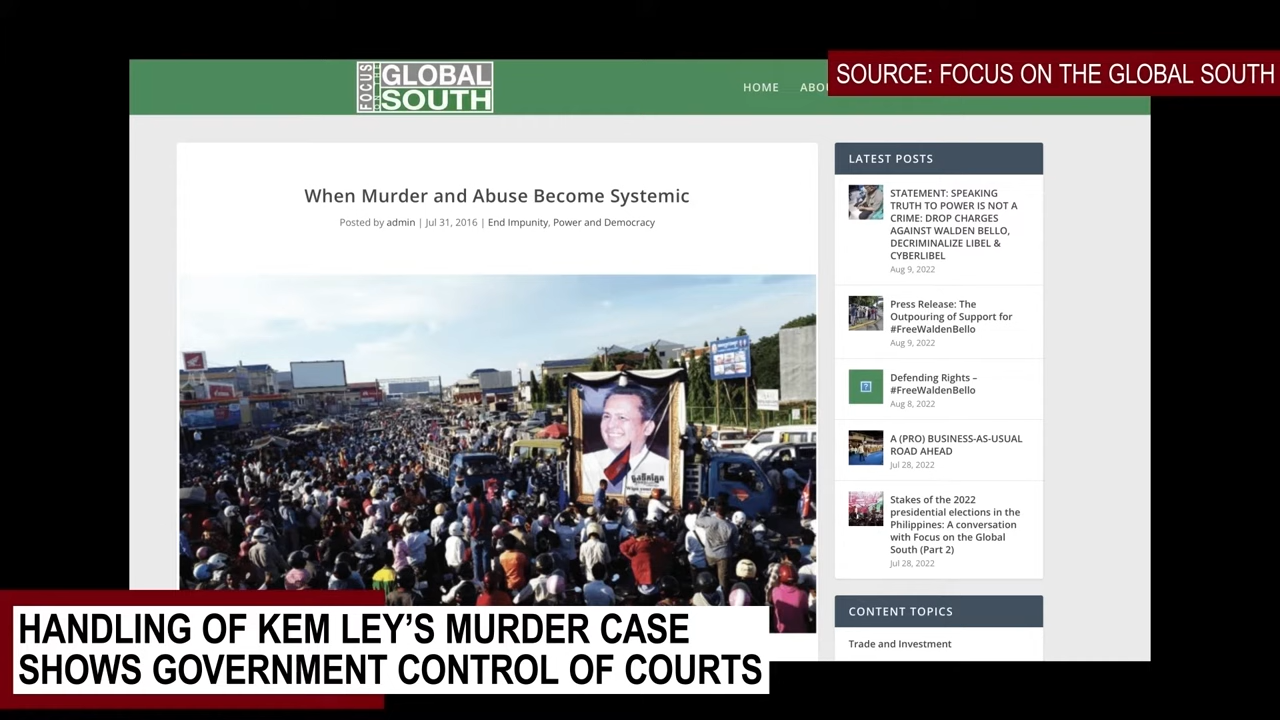 FOCUS
ON THE
GLOBAL
SOUTH
HOME
SOURCE: FOCUS ON THE GLOBAL SOUTH
When Murder and Abuse Become Systemic
Posted by admin | Jul 31, 2016 | End Impunity, Power and Democracy
LATEST POSTS
STATEMENT: SPEAKING
TRUTH TO POWER IS NOT A
CRIME: DROP CHARGES
AGAINST WALDEN BELLO,
DECRIMINALIZE LIBEL &
CYBERLIBEL
Aug 9, 2022
Press Release: The
Outpouring of Support for
#FreeWaldenBello
Aug 9, 2022
Defending Rights –
#FreeWaldenBello
Aug 8, 2022
A (PRO) BUSINESS-AS-USUAL
ROAD AHEAD
Jul 28, 2022
Stakes of the 2022
presidential elections in the
Philippines: A conversation
with Focus on the Global
South (Part 2)
Jul 28, 2022
CONTENT TOPICS
Trade and Investment
HANDLING OF KEM LEY’S MURDER CASE
SHOWS GOVERNMENT CONTROL OF COURTS